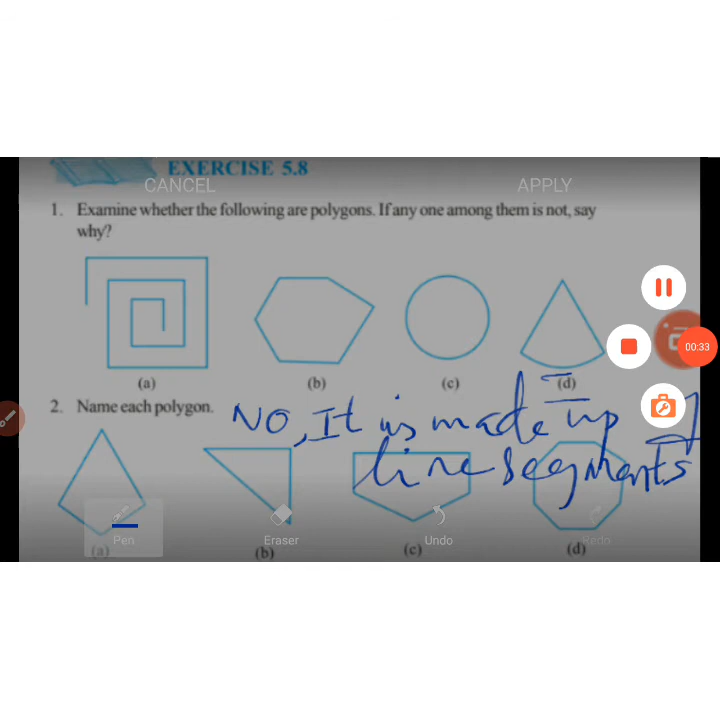 EXERCISE 5.8
CANCEL APPLY
1. Examine whether the following are polygons. If any one among them is not, say
why?
00:33
(a) (b) (c) (d)
2. Name each polygon.
NO, It is made up of
line segments
Pen Eraser Undo Redo
(a) (b) (c) (d)